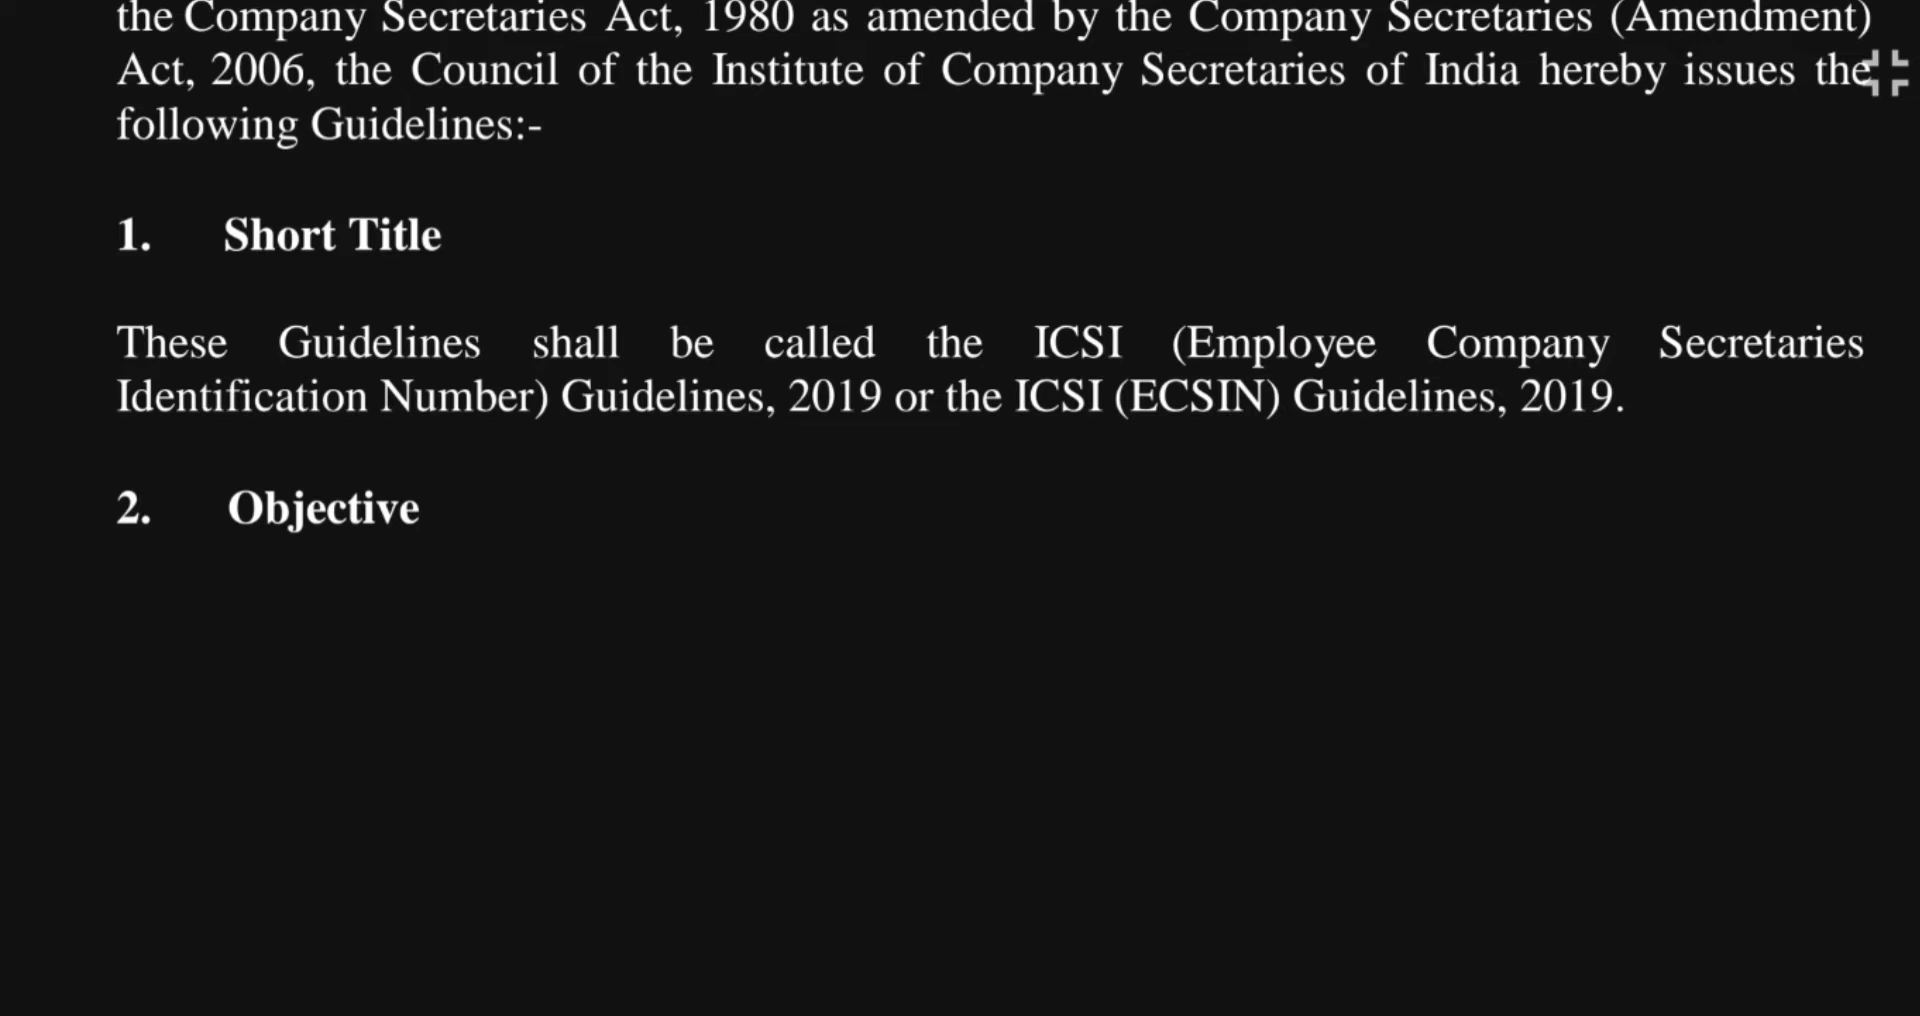 the Company Secretaries Act, 1980 as amended by the Company Secretaries (Amendment)
Act, 2006, the Council of the Institute of Company Secretaries of India hereby issues the
following Guidelines:-
1. Short Title
These Guidelines shall be called the ICSI (Employee Company Secretaries
Identification Number) Guidelines, 2019 or the ICSI (ECSIN) Guidelines, 2019.
2. Objective